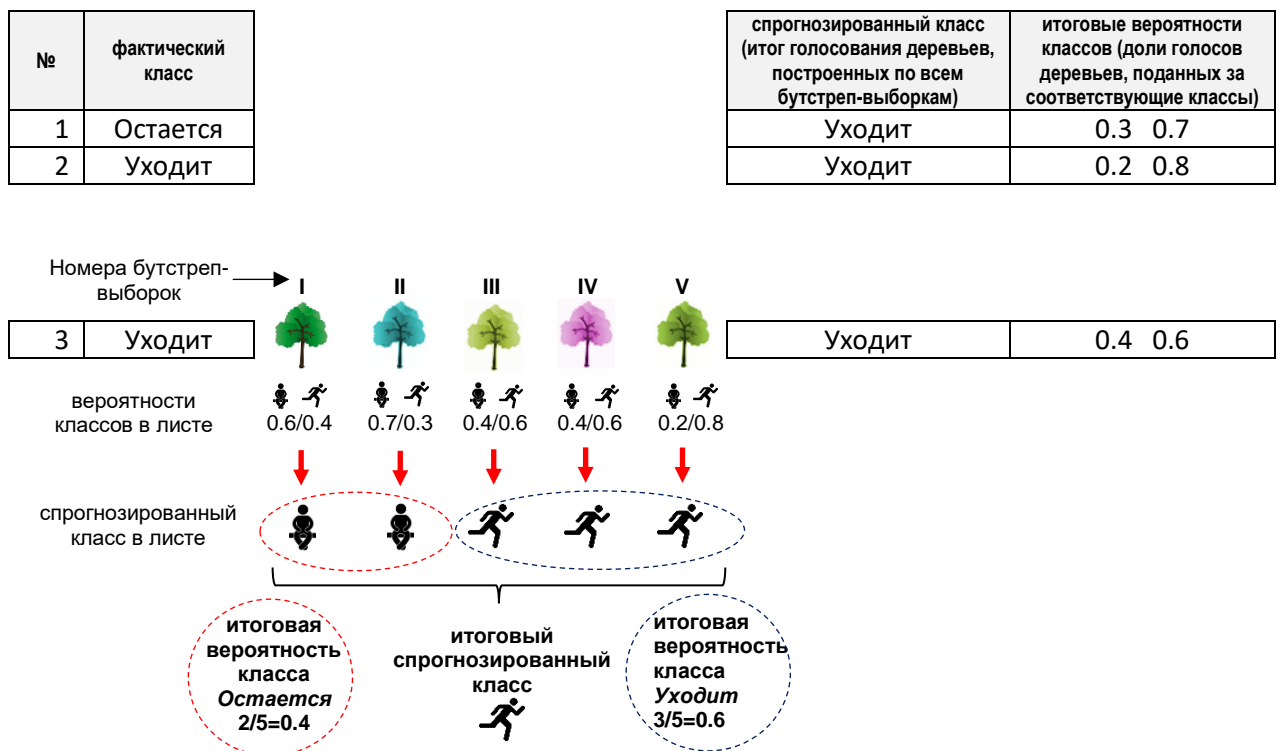 №
фактический
класс
спрогнозированный класс
(итог голосования деревьев,
построенных по всем
бутстреп-выборкам)
итоговые вероятности
классов (доли голосов
деревьев, поданных за
соответствующие классы)
1 Остается Уходит 0.3 0.7
2 Уходит Уходит 0.2 0.8
Номера бутстреп-
выборок
I II III IV V
3 Уходит Уходит 0.4 0.6
вероятности
классов в листе
0.6/0.4 0.7/0.3 0.4/0.6 0.4/0.6 0.2/0.8
спрогнозированный
класс в листе
итоговая
вероятность
класса
Остается
2/5=0.4
итоговый
спрогнозированный
класс
итоговая
вероятность
класса
Уходит
3/5=0.6